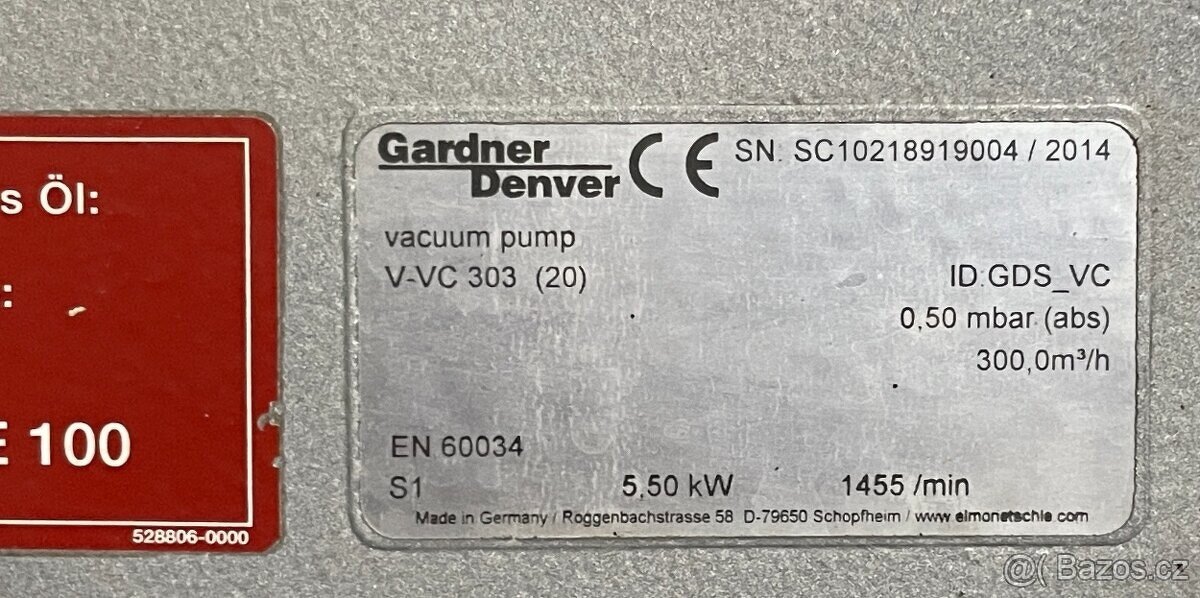 s Öl:
:
E 100
528806-0000
Gardner
Denver
CE SN: SC10218919004 / 2014
vacuum pump
V-VC 303 (20)
ID:GDS_VC
0,50 mbar (abs)
300,0m³/h
EN 60034
S1 5,50 kW 1455 /min
Made in Germany / Roggenbachstrasse 58 D-79650 Schopfheim / www.elmorietschle.com
@( Bazos.cz